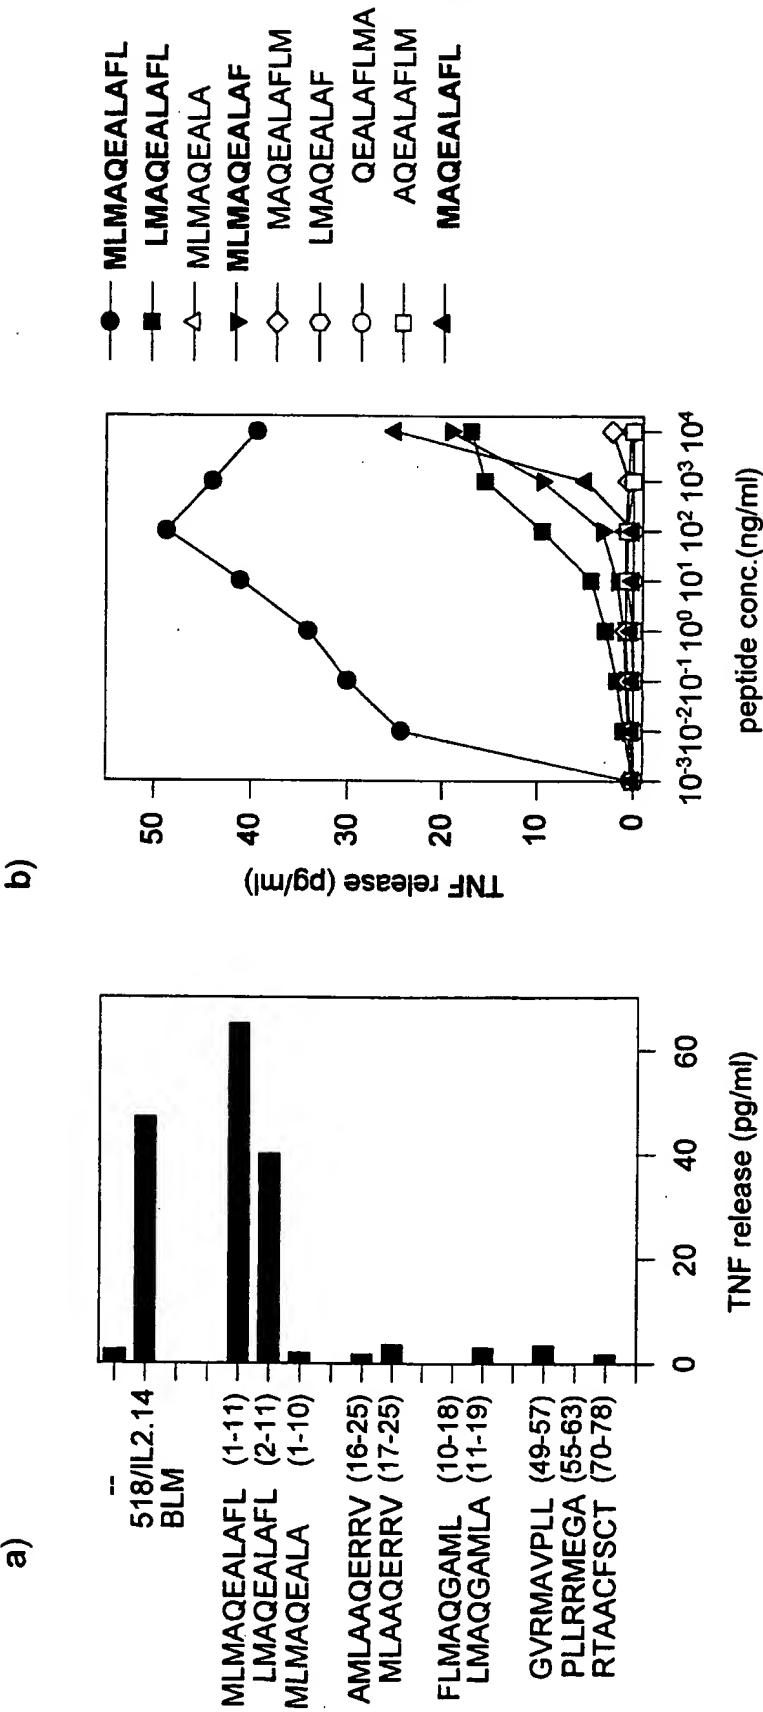 a)
--
518/IL2.14
BLM
MLMAQEALAFL (1-11)
LMAQEALAFL (2-11)
MLMAQEALA (1-10)
AMLAAQERRV (16-25)
MLAAQERRV (17-25)
FLMAQGAML (10-18)
LMAQGAMLA (11-19)
GVRMAVPLL (49-57)
PLLRRMEGA (55-63)
RTAACFSCT (70-78)
0 20 40 60
TNF release (pg/ml)
b)
TNF release (pg/ml)
50
40
30
20
10
0
10-3 10-2 10-1 100 101 102 103 104
peptide conc.(ng/ml)
MLMAQEALAFL
LMAQEALAFL
MLMAQEALA
MLMAQEALAF
MAQEALAFLM
LMAQEALAF
QEALAFLMA
AQEALAFLM
MAQEALAFL